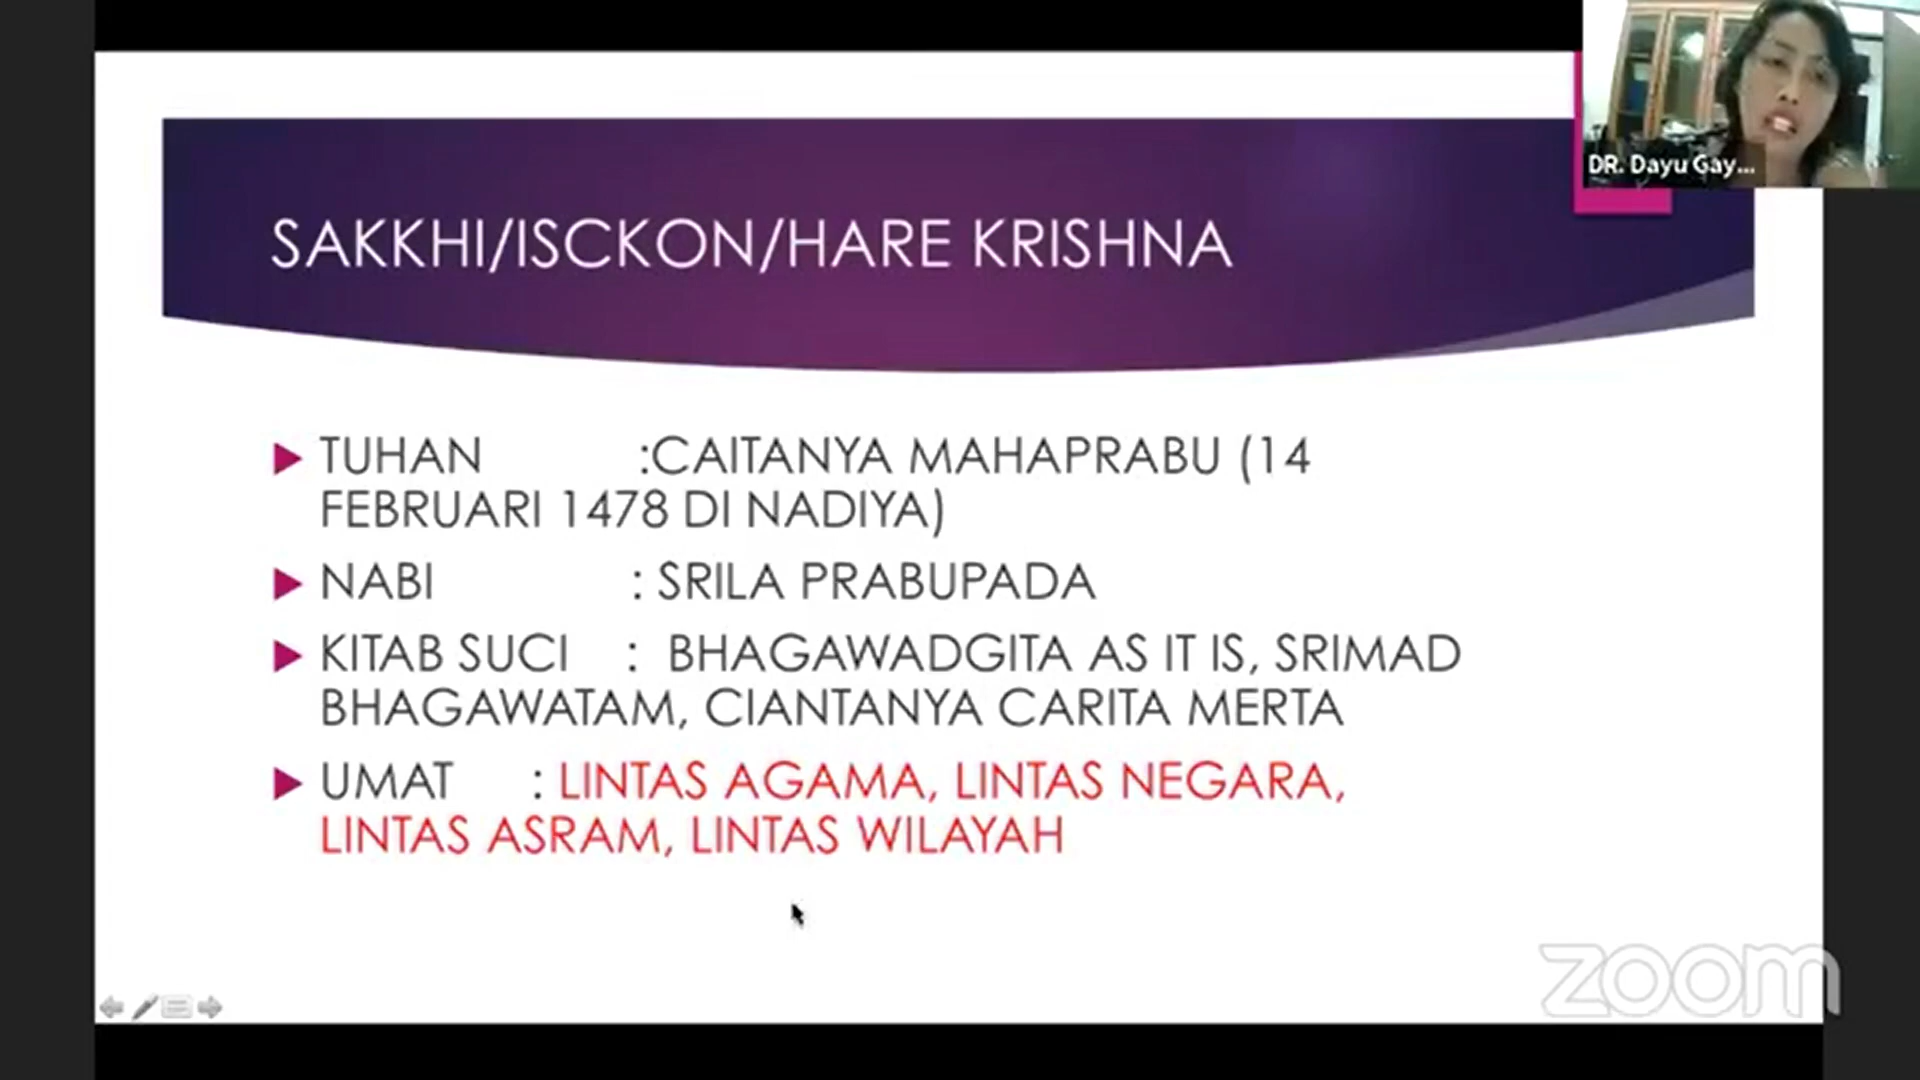 DR. Dayu Gay...
SAKKHI/ISCKON/HARE KRISHNA
TUHAN :CAITANYA MAHAPRABU (14
FEBRUARI 1478 DI NADIYA)
NABI : SRILA PRABUPADA
KITAB SUCI : BHAGAWADGITA AS IT IS, SRIMAD
BHAGAWATAM, CIANTANYA CARITA MERTA
UMAT : LINTAS AGAMA, LINTAS NEGARA,
LINTAS ASRAM, LINTAS WILAYAH
zoom